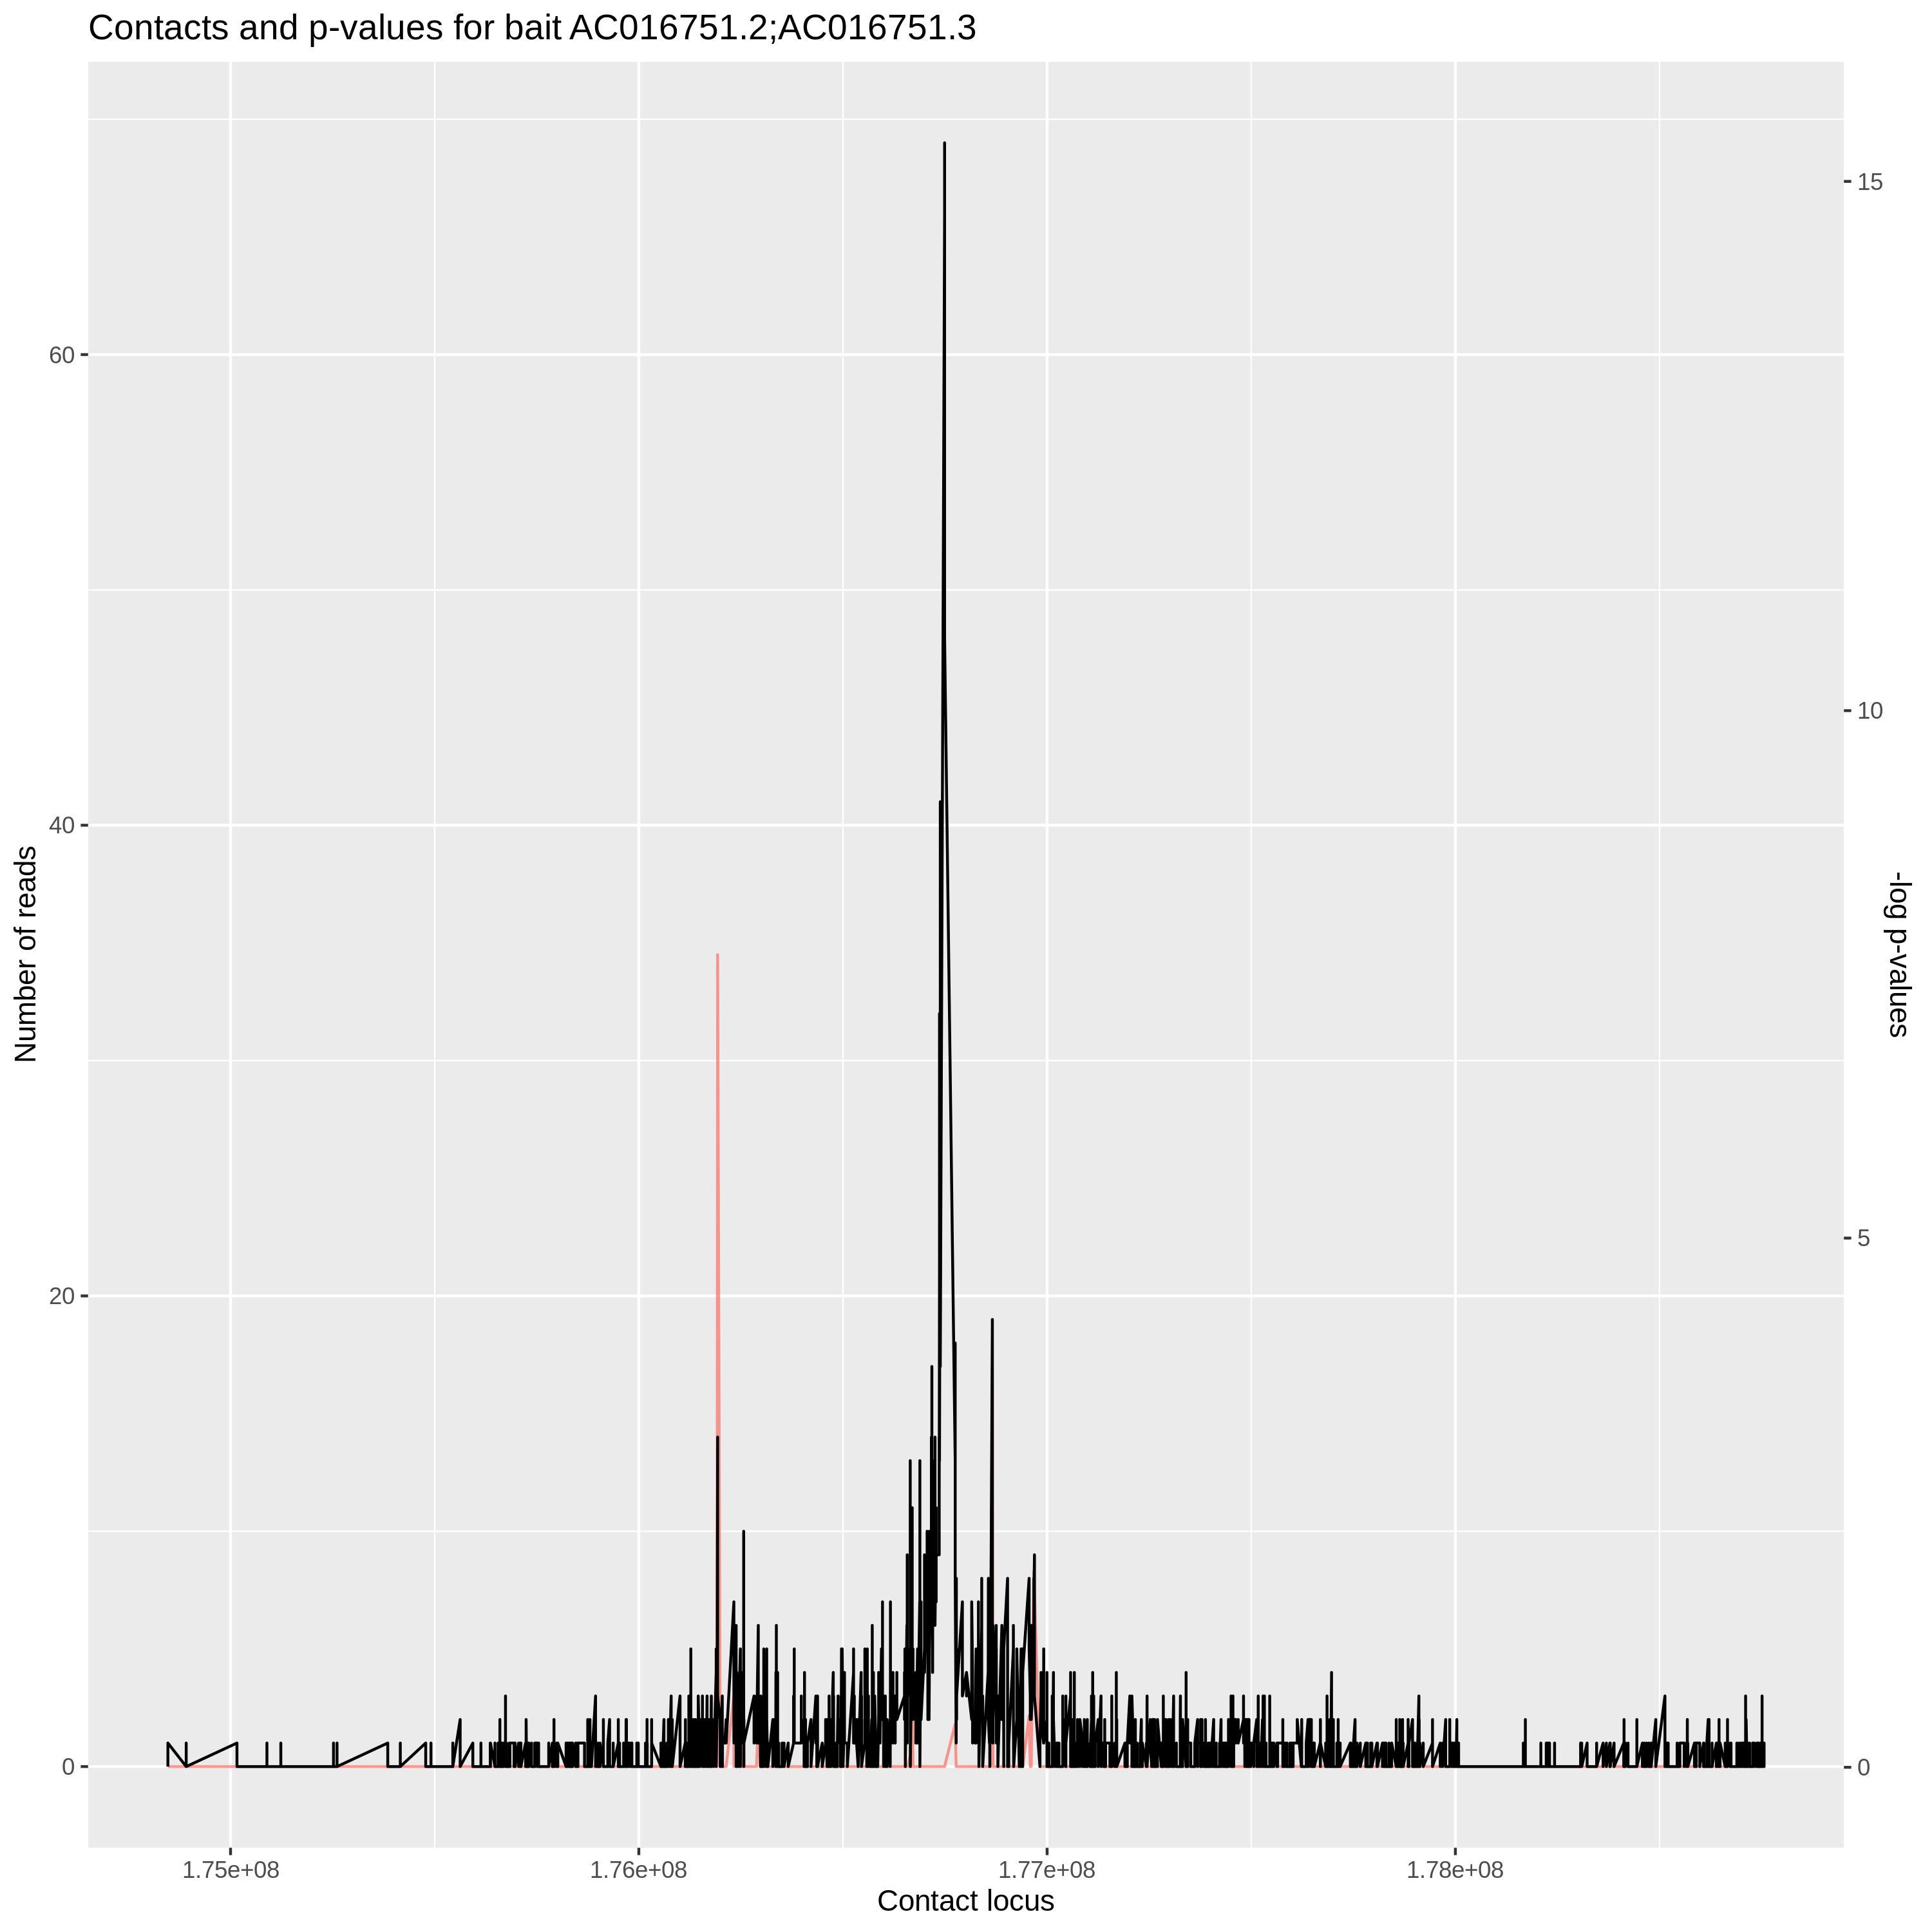 Contacts and p-values for bait AC016751.2;AC016751.3
Number of reads
60
40
20
0
15
10
5
0
-log p-values
1.75e+08 1.76e+08 1.77e+08 1.78e+08
Contact locus